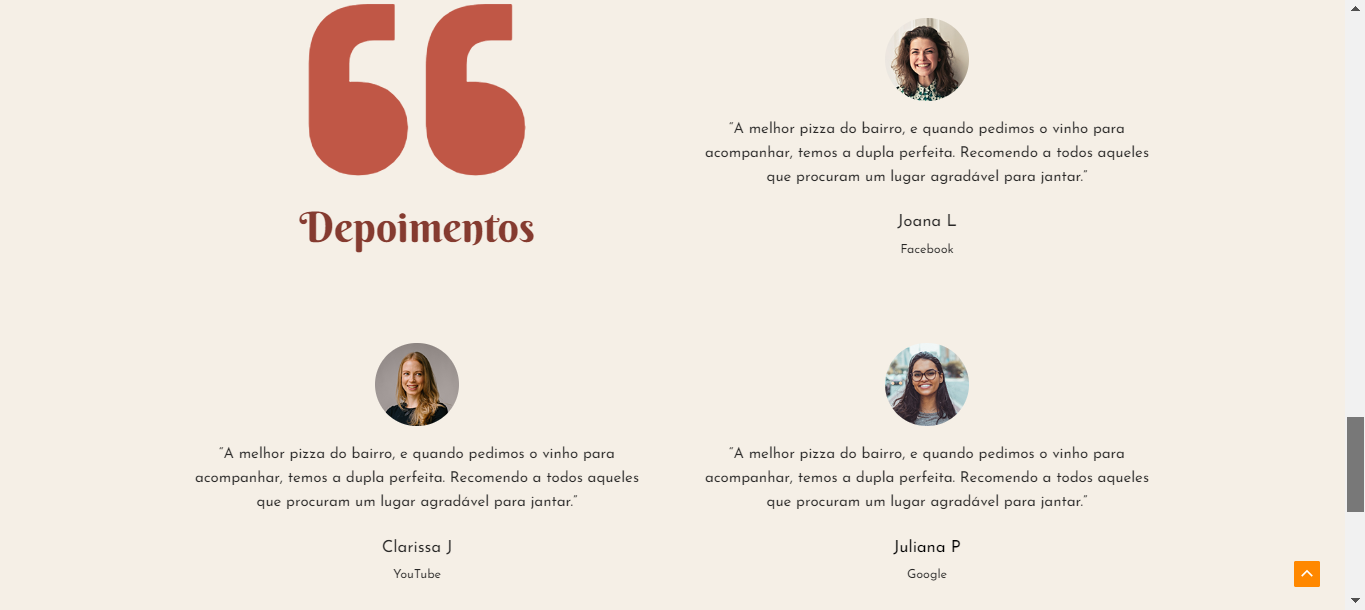 Depoimentos
“A melhor pizza do bairro, e quando pedimos o vinho para
acompanhar, temos a dupla perfeita. Recomendo a todos aqueles
que procuram um lugar agradável para jantar.”
Joana L
Facebook
“A melhor pizza do bairro, e quando pedimos o vinho para
acompanhar, temos a dupla perfeita. Recomendo a todos aqueles
que procuram um lugar agradável para jantar.”
Clarissa J
YouTube
“A melhor pizza do bairro, e quando pedimos o vinho para
acompanhar, temos a dupla perfeita. Recomendo a todos aqueles
que procuram um lugar agradável para jantar.”
Juliana P
Google